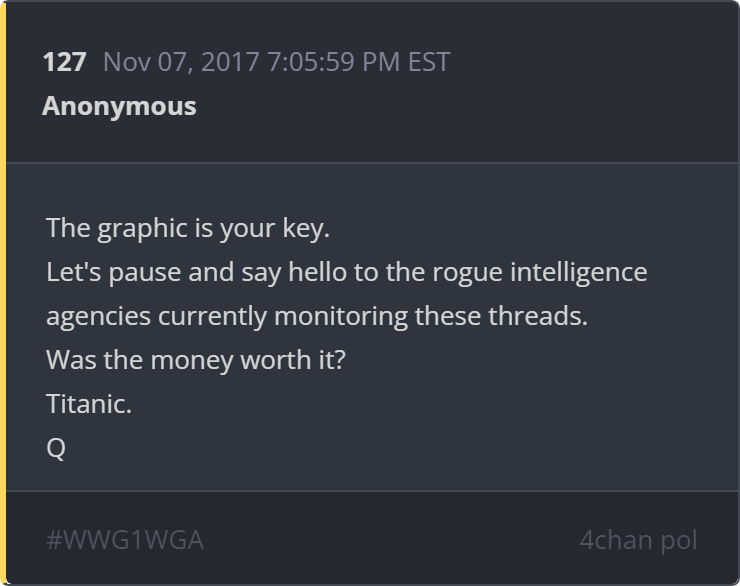 127 Nov 07, 2017 7:05:59 PM EST
Anonymous
The graphic is your key.
Let's pause and say hello to the rogue intelligence
agencies currently monitoring these threads.
Was the money worth it?
Titanic.
Q
#WWG1WGA 4chan pol